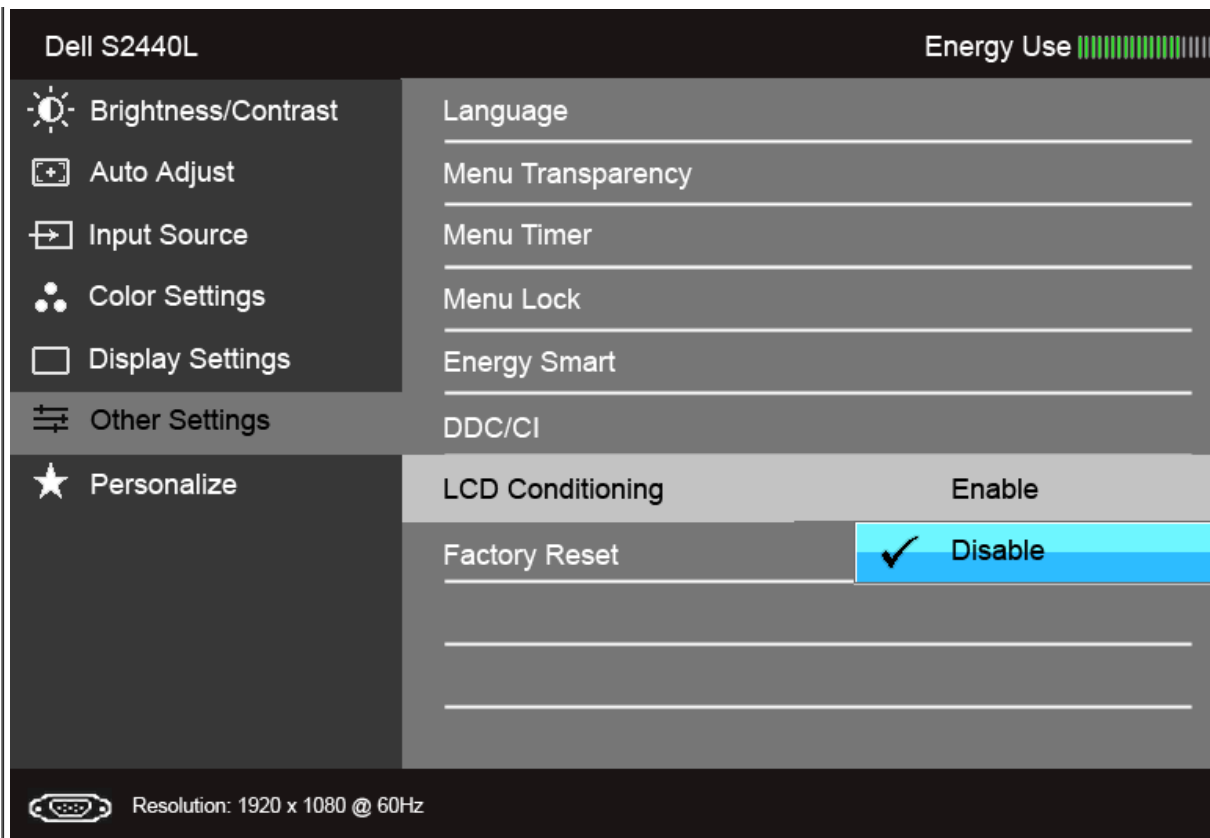 Dell S2440L
Energy Use
Brightness/Contrast
Auto Adjust
Input Source
Color Settings
Display Settings
Other Settings
Personalize
Language
Menu Transparency
Menu Timer
Menu Lock
Energy Smart
DDC/CI
LCD Conditioning
Enable
Factory Reset
Disable
Resolution: 1920 x 1080 @ 60Hz